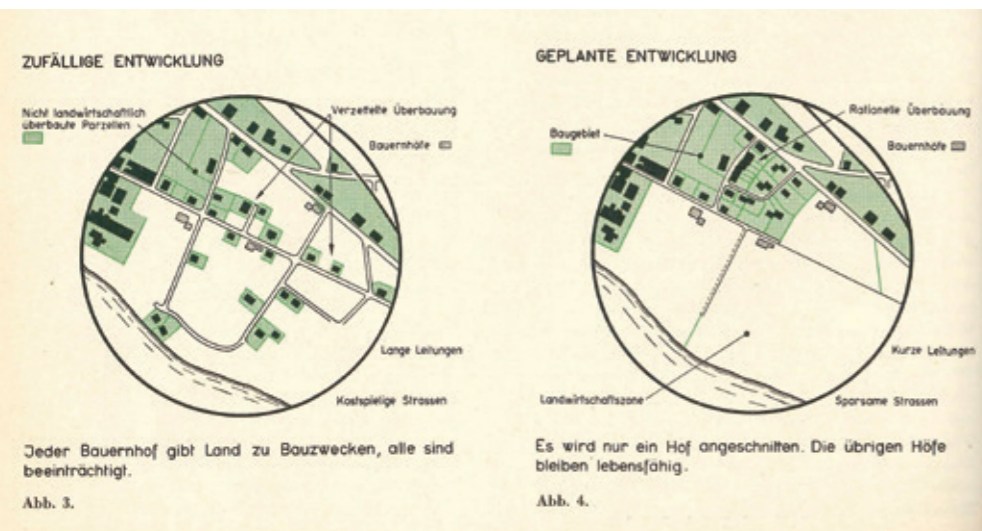 ZUFÄLLIGE ENTWICKLUNG
Nicht landwirtschaftlich
überbaute Parzellen
Verzettelte Überbauung
Bauernhöfe
Lange Leitungen
Kostspielige Strassen
Jeder Bauernhof gibt Land zu Bauzwecken, alle sind
beeinträchtigt.
Abb. 3.
GEPLANTE ENTWICKLUNG
Baugebiet
Rationelle Überbauung
Bauernhöfe
Kurze Leitungen
Landwirtschaftszone
Sparsame Strassen
Es wird nur ein Hof angeschnitten. Die übrigen Höfe
bleiben lebensfähig.
Abb. 4.